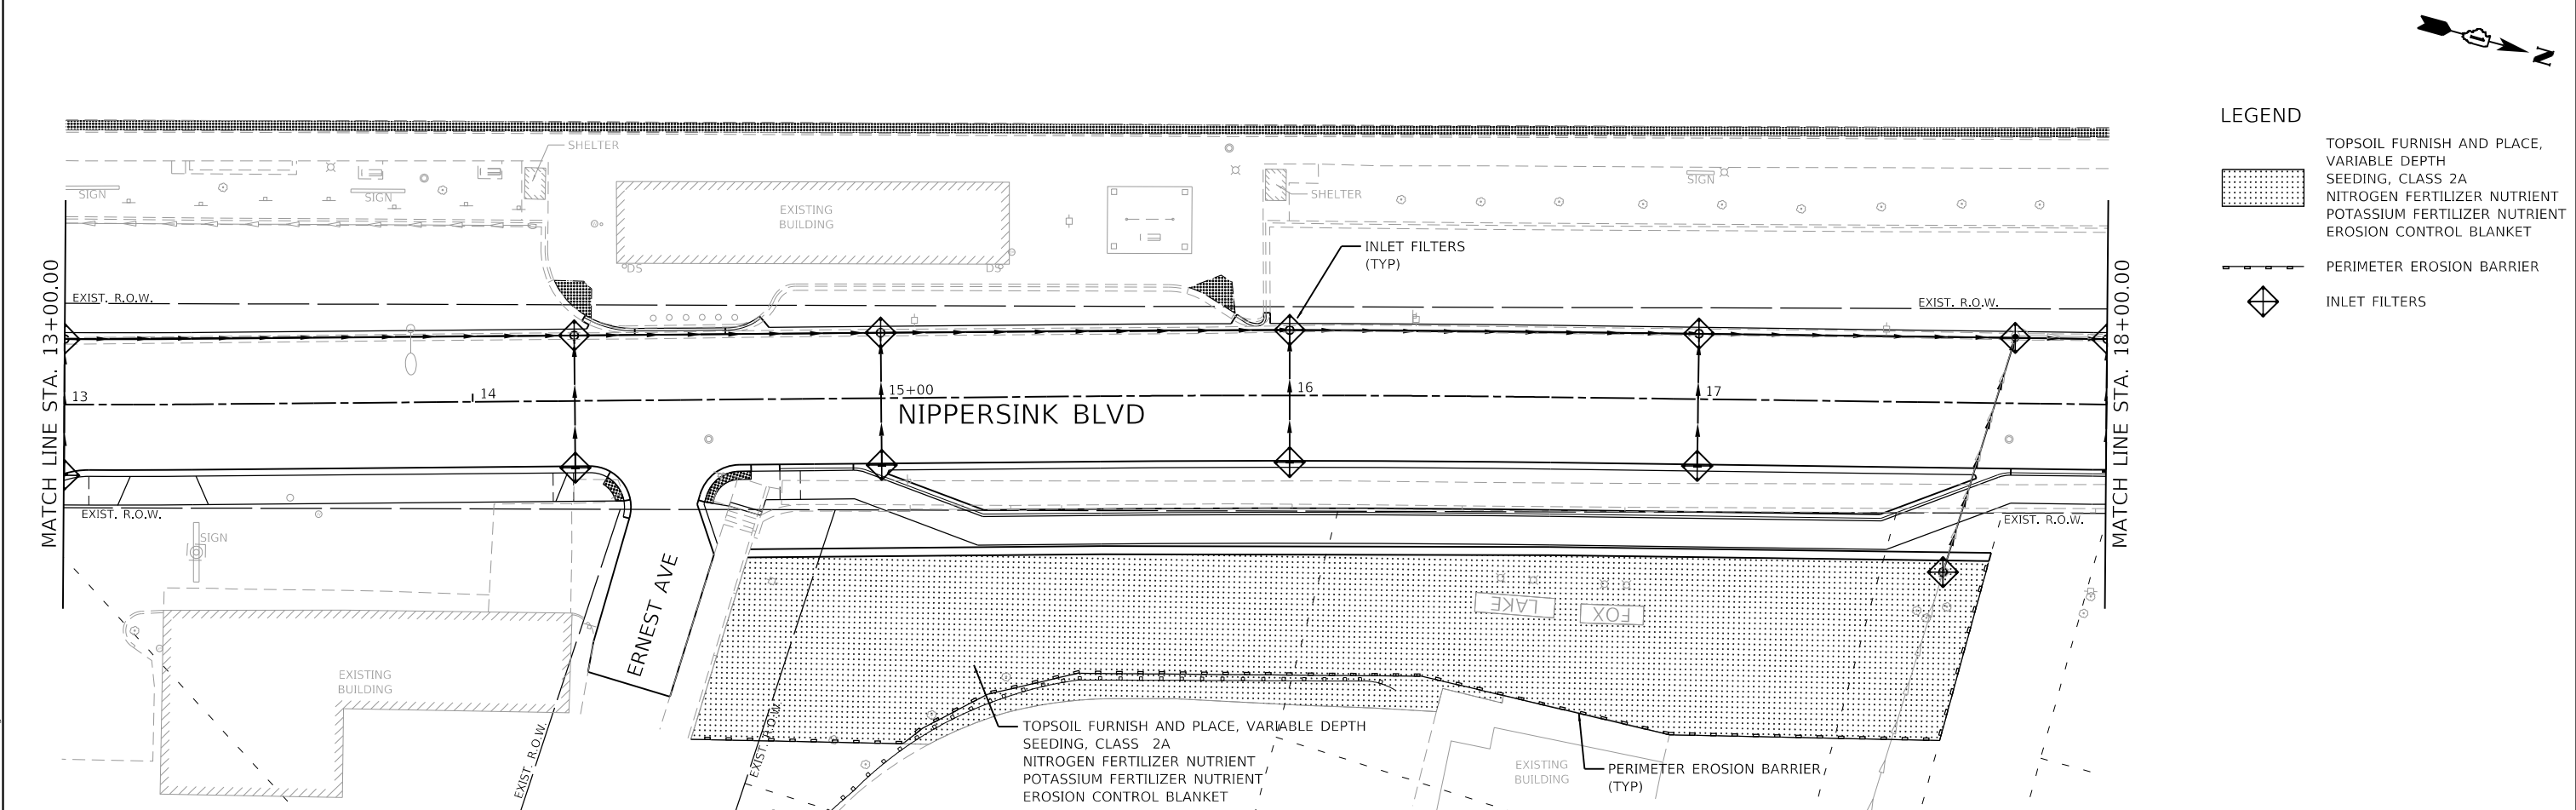 N
LEGEND
TOPSOIL FURNISH AND PLACE,
VARIABLE DEPTH
SEEDING, CLASS 2A
NITROGEN FERTILIZER NUTRIENT
POTASSIUM FERTILIZER NUTRIENT
EROSION CONTROL BLANKET
PERIMETER EROSION BARRIER
INLET FILTERS
SHELTER
SIGN
SIGN
EXISTING
BUILDING
SHELTER
SIGN
DS
DS
INLET FILTERS
(TYP)
EXIST. R.O.W.
EXIST. R.O.W.
MATCH LINE STA. 13+00.00
MATCH LINE STA. 18+00.00
13
14
15+00
16
17
NIPPERSINK BLVD
EXIST. R.O.W.
EXIST. R.O.W.
SIGN
ERNEST AVE
LAKE
FOX
EXISTING
BUILDING
EXIST. R.O.W.
EXIST. R.O.W.
TOPSOIL FURNISH AND PLACE, VARIABLE DEPTH
SEEDING, CLASS 2A
NITROGEN FERTILIZER NUTRIENT
POTASSIUM FERTILIZER NUTRIENT
EROSION CONTROL BLANKET
EXISTING
BUILDING
PERIMETER EROSION BARRIER
(TYP)